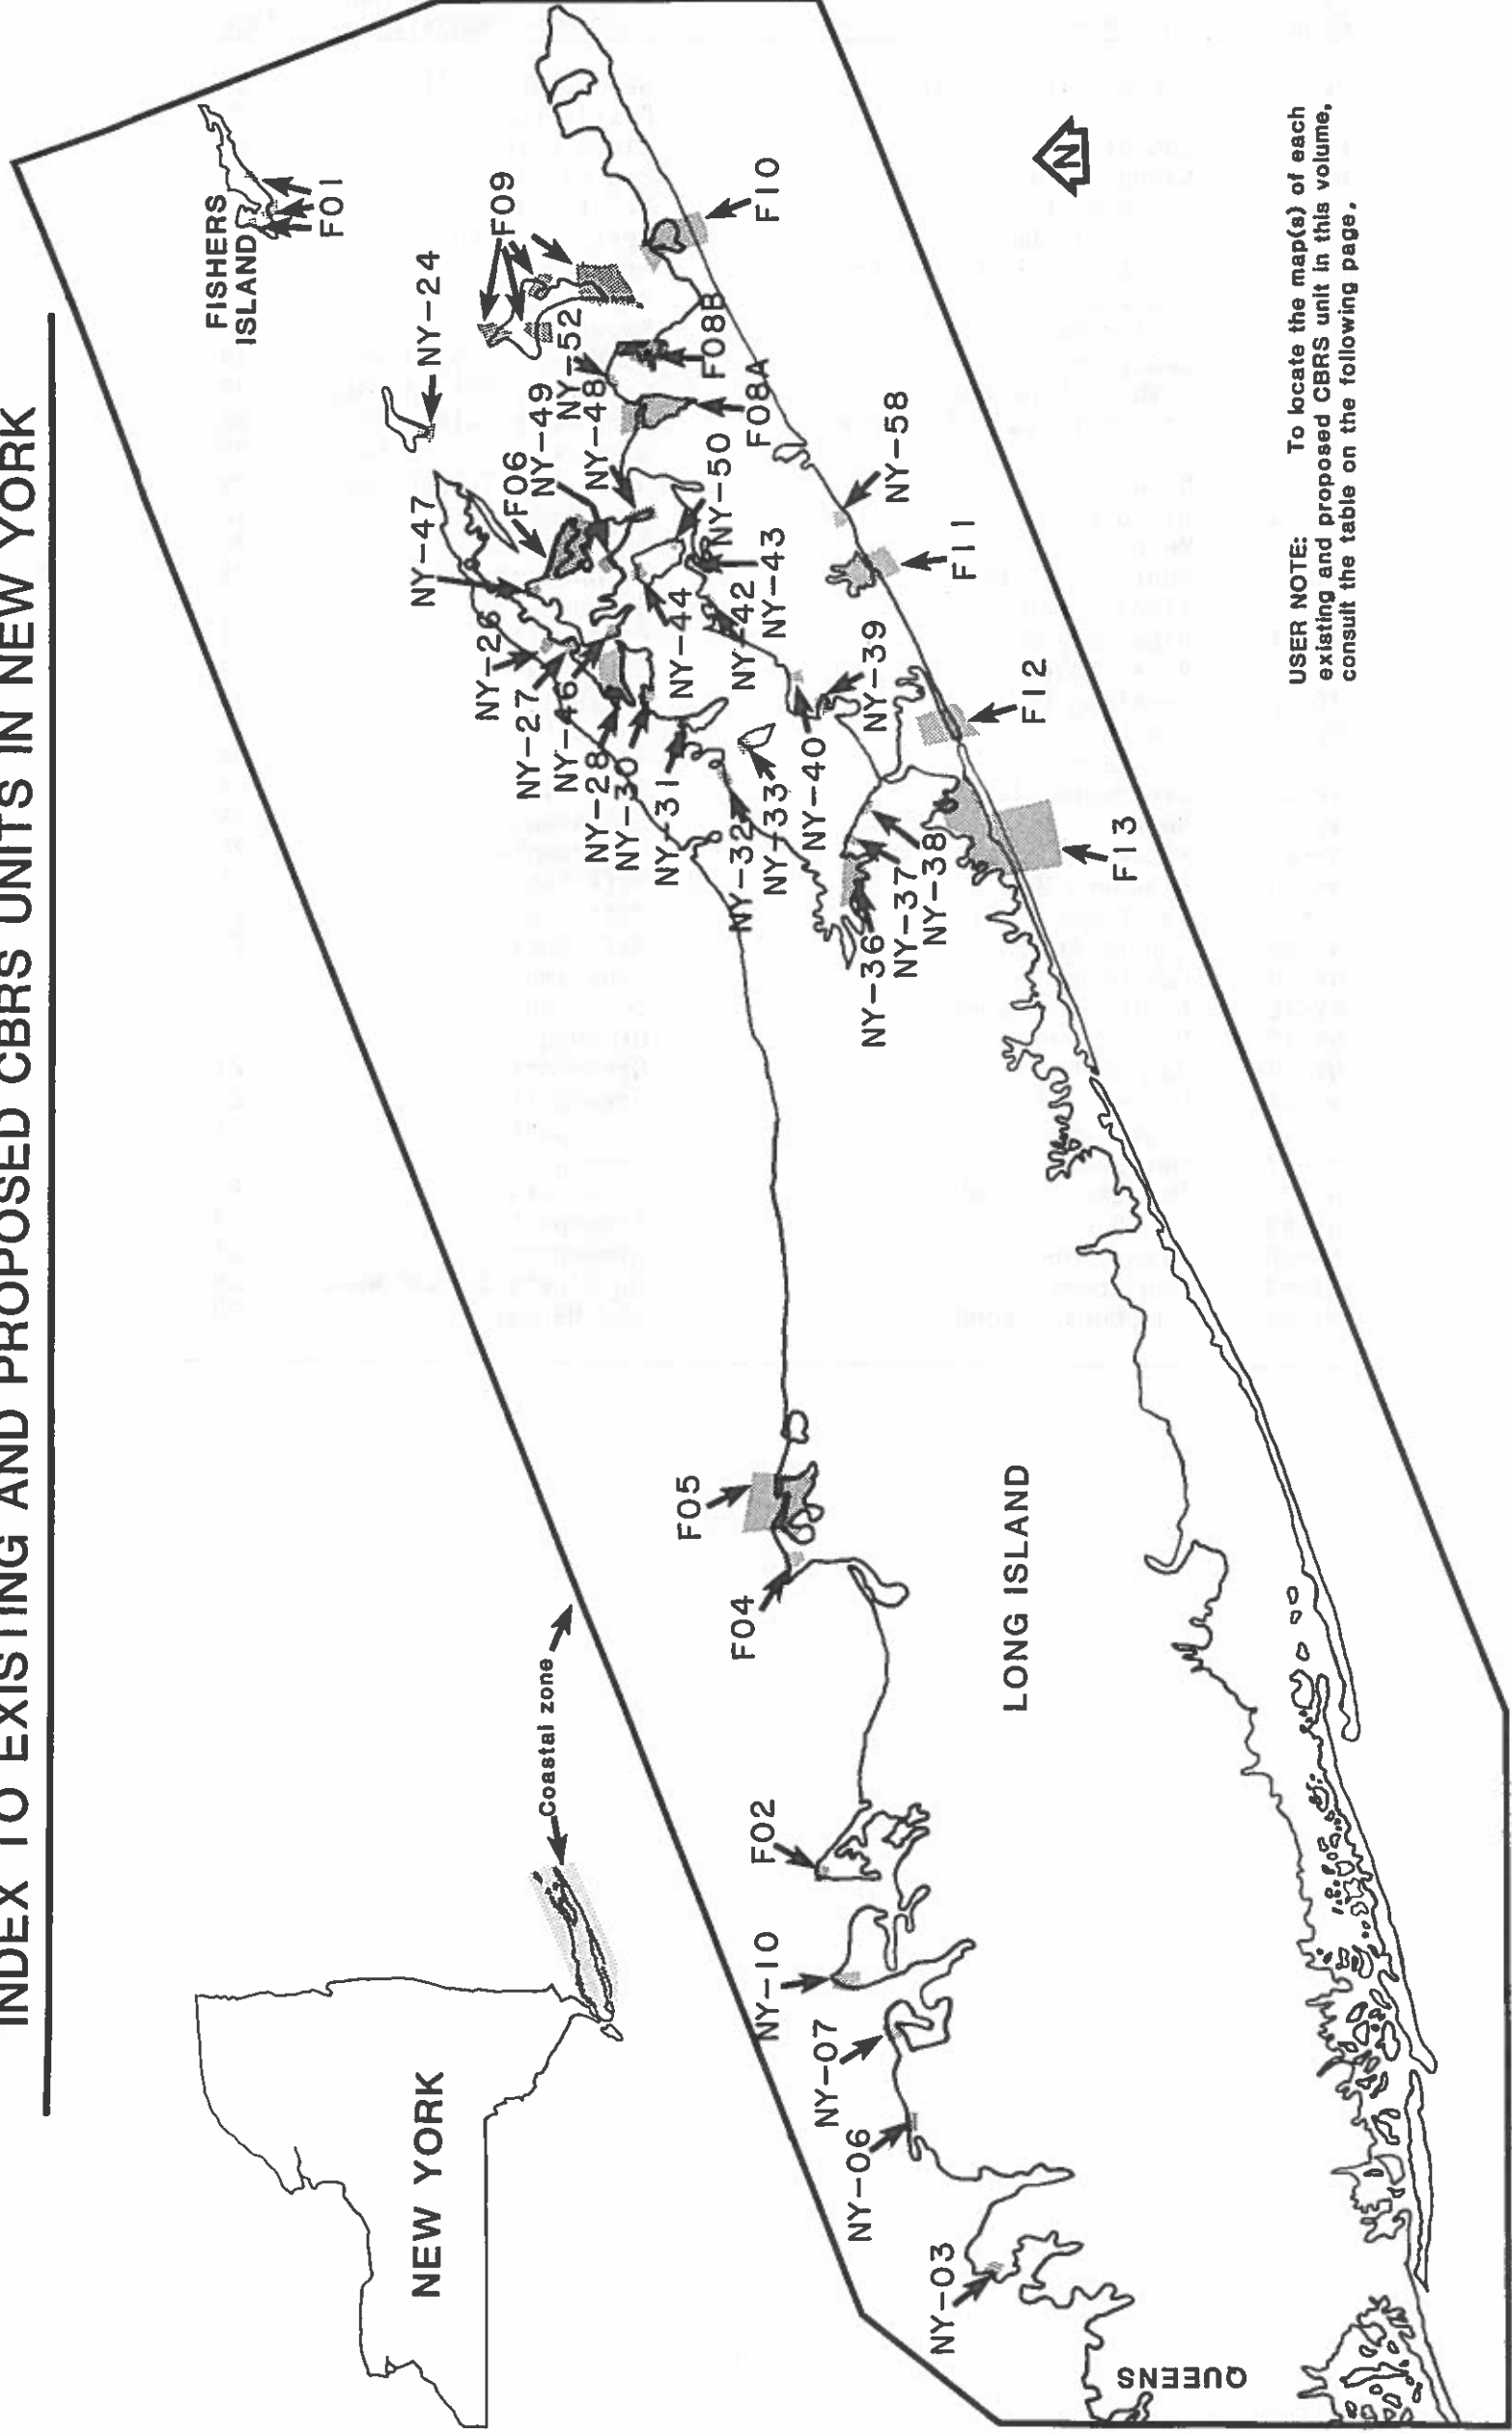 INDEX TO EXISTING AND PROPOSED CBRS UNITS IN NEW YORK
NEW YORK
Coastal zone
FISHERS
ISLAND
F01
NY-24
F09
NY-47
F06
NY-49
NY-48
NY-52
F08B
F08A
F10
NY-50
NY-58
F11
NY-26
NY-27
NY-46
NY-28
NY-30
NY-31
NY-44
NY-42
NY-43
NY-32
NY-33
NY-40
NY-39
F12
NY-36
NY-37
NY-38
F13
F05
F04
LONG ISLAND
F02
NY-10
NY-07
NY-06
NY-03
QUEENS
N
USER NOTE: To locate the map(s) of each
existing and proposed CBRS unit in this volume,
consult the table on the following page.